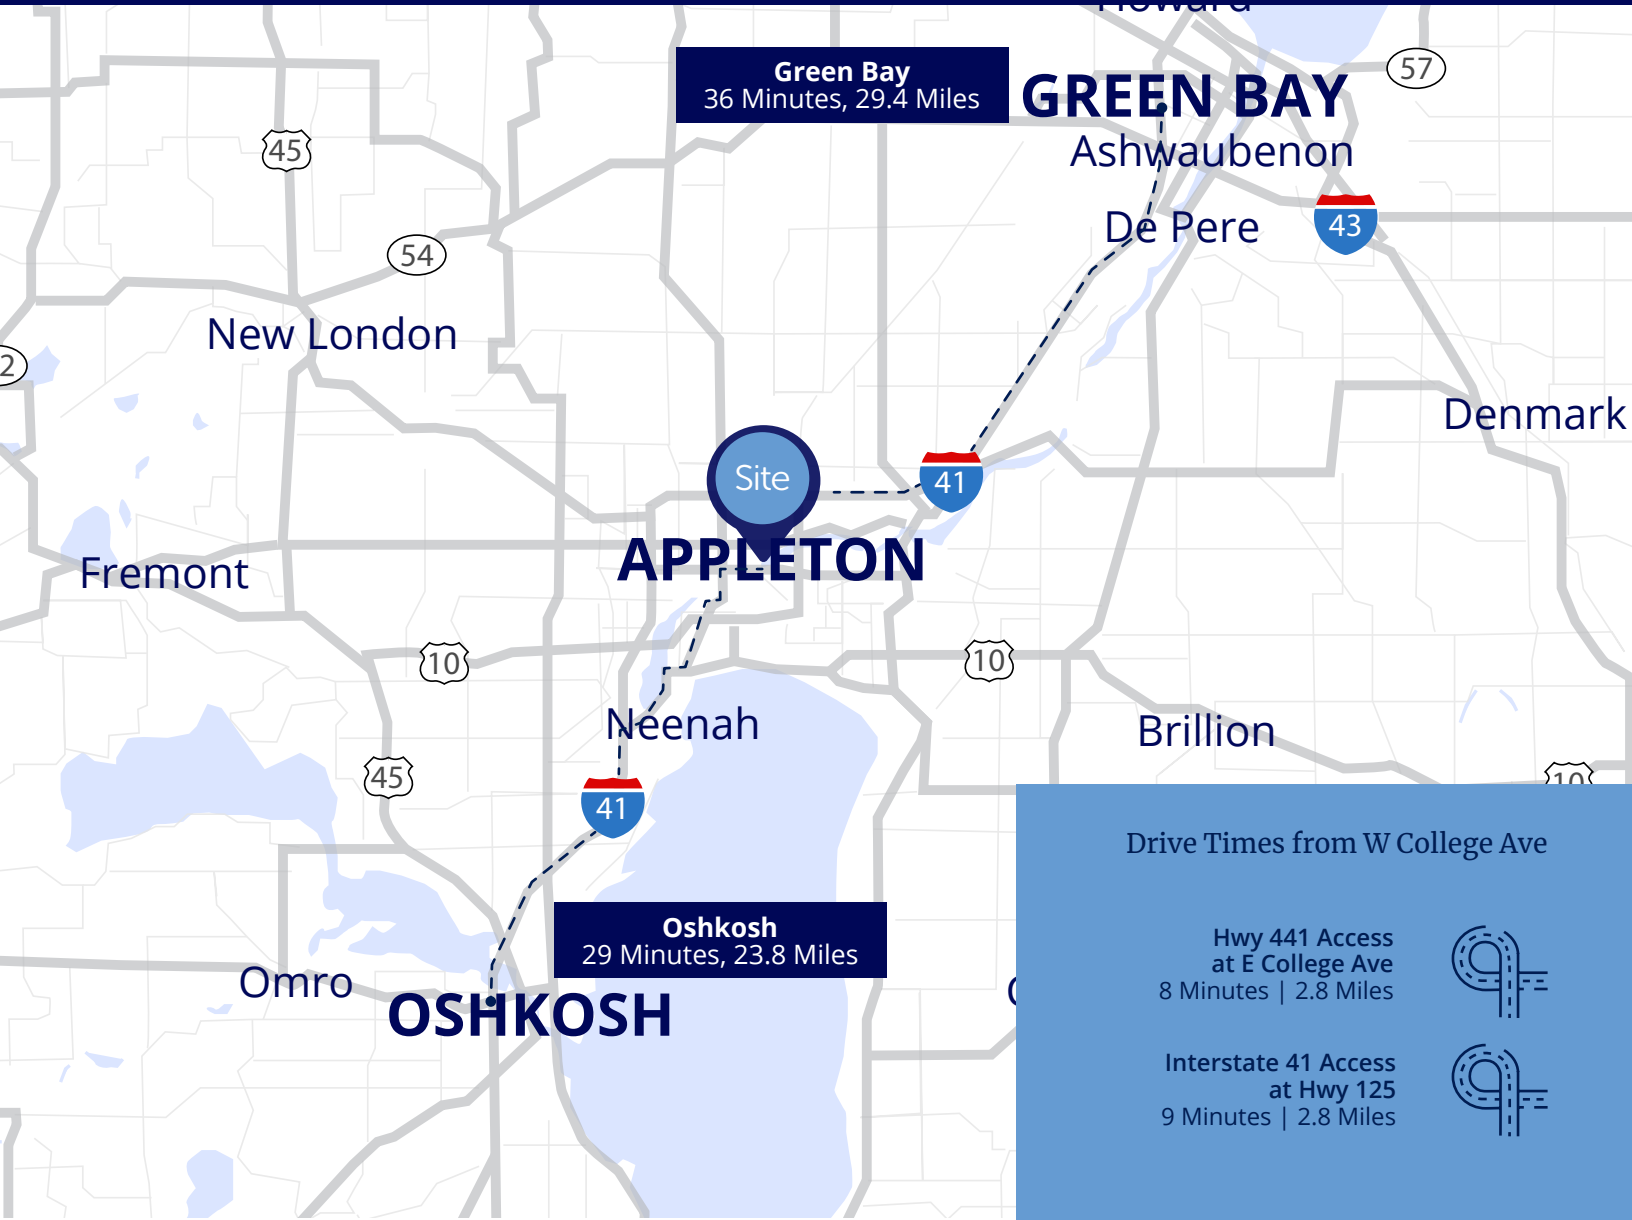 Howard
57
Green Bay
36 Minutes, 29.4 Miles
GREEN BAY
45
Ashwaubenon
De Pere
43
54
New London
2
Denmark
Site
41
APPLETON
Fremont
10
10
Neenah
Brillion
45
10
41
Drive Times from W College Ave
Oshkosh
29 Minutes, 23.8 Miles
Hwy 441 Access
at E College Ave
8 Minutes | 2.8 Miles
Omro
OSHKOSH
Interstate 41 Access
at Hwy 125
9 Minutes | 2.8 Miles